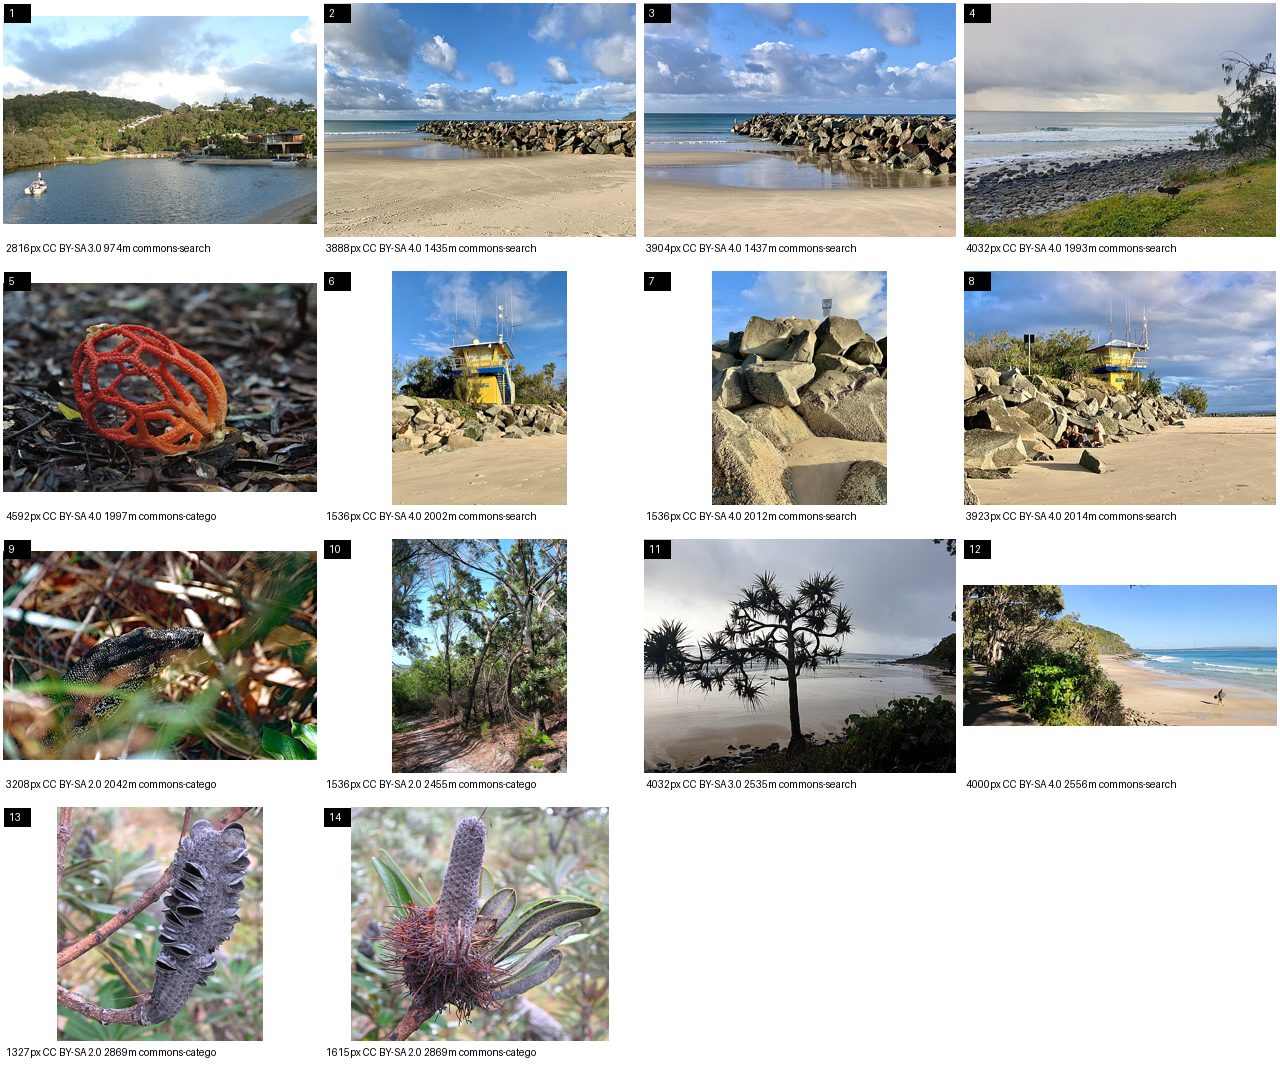 1
2
3
4
2816px CC BY-SA 3.0 974m commons-search
3888px CC BY-SA 4.0 1435m commons-search
3904px CC BY-SA 4.0 1437m commons-search
4032px CC BY-SA 4.0 1993m commons-search
5
6
7
8
4592px CC BY-SA 4.0 1997m commons-catego
1536px CC BY-SA 4.0 2002m commons-search
1536px CC BY-SA 4.0 2012m commons-search
3923px CC BY-SA 4.0 2014m commons-search
9
10
11
12
3208px CC BY-SA 2.0 2042m commons-catego
1536px CC BY-SA 2.0 2455m commons-catego
4032px CC BY-SA 3.0 2535m commons-search
4000px CC BY-SA 4.0 2556m commons-search
13
14
1327px CC BY-SA 2.0 2869m commons-catego
1615px CC BY-SA 2.0 2869m commons-catego